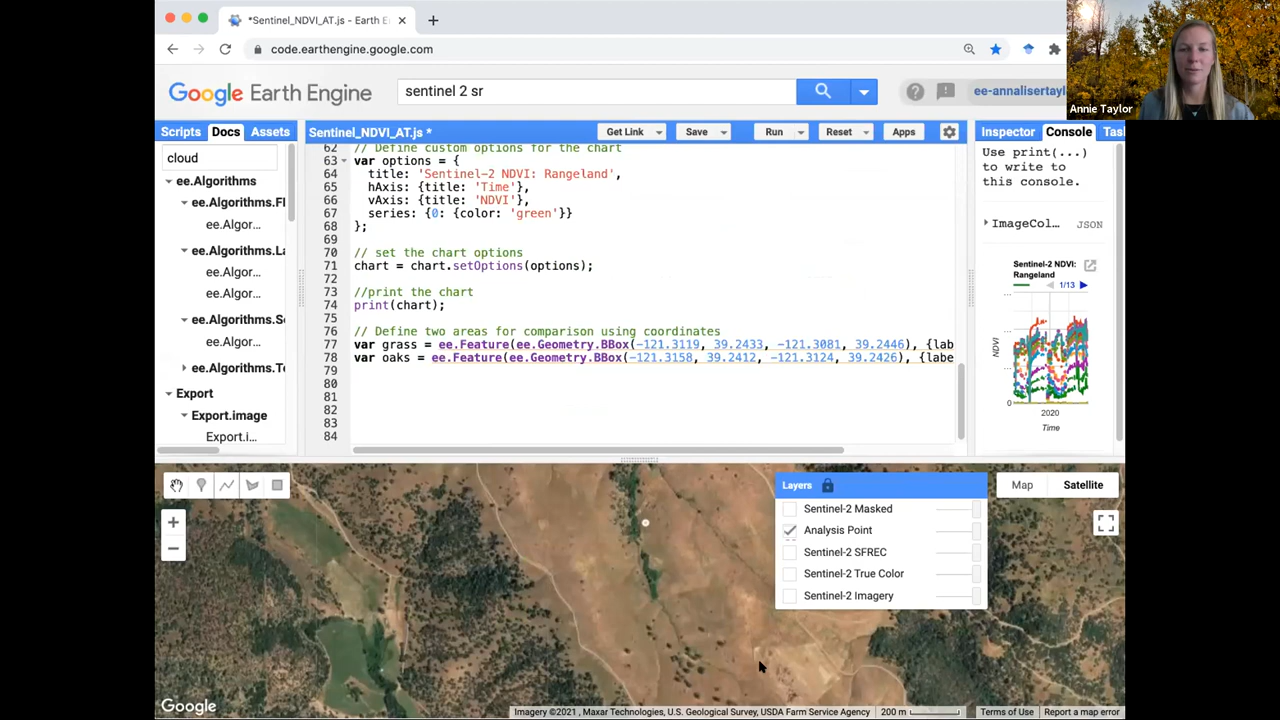 *Sentinel_NDVI_AT.js - Earth E
code.earthengine.google.com
Google Earth Engine
sentinel 2 sr
ee-annalisertayl
Annie Taylor
Scripts Docs Assets
Sentinel_NDVI_AT.js *
Get Link Save Run Reset Apps
Inspector Console Tas
cloud
ee.Algorithms
ee.Algorithms.Fl
ee.Algor...
ee.Algorithms.La
ee.Algor...
ee.Algor...
ee.Algorithms.Se
ee.Algor...
ee.Algorithms.Te
Export
Export.image
Export.i...
62 // Define custom options for the chart
63 var options = {
64 title: 'Sentinel-2 NDVI: Rangeland',
65 hAxis: {title: 'Time'},
66 vAxis: {title: 'NDVI'},
67 series: {0: {color: 'green'}}
68 };
69
70 // set the chart options
71 chart = chart.setOptions(options);
72
73 //print the chart
74 print(chart);
75
76 // Define two areas for comparison using coordinates
77 var grass = ee.Feature(ee.Geometry.BBox(-121.3119, 39.2433, -121.3081, 39.2446), {lab
78 var oaks = ee.Feature(ee.Geometry.BBox(-121.3158, 39.2412, -121.3124, 39.2426), {labe
79
80
81
82
83
84
Use print(...)
to write to
this console.
ImageCol... JSON
Sentinel-2 NDVI:
Rangeland
1/13
NDVI
0
2020
Time
Layers
Sentinel-2 Masked
Analysis Point
Sentinel-2 SFREC
Sentinel-2 True Color
Sentinel-2 Imagery
Map Satellite
Google
Imagery ©2021 , Maxar Technologies, U.S. Geological Survey, USDA Farm Service Agency 200 m Terms of Use Report a map error